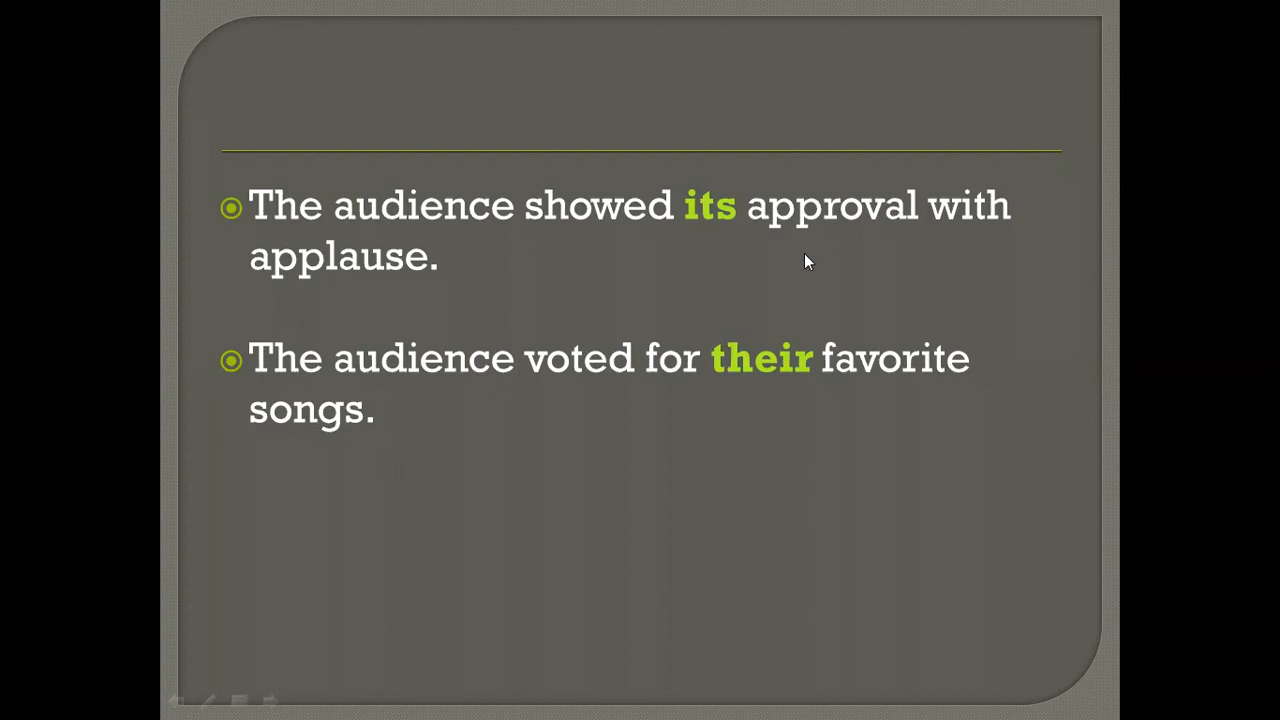 The audience showed its approval with
applause.
The audience voted for their favorite
songs.